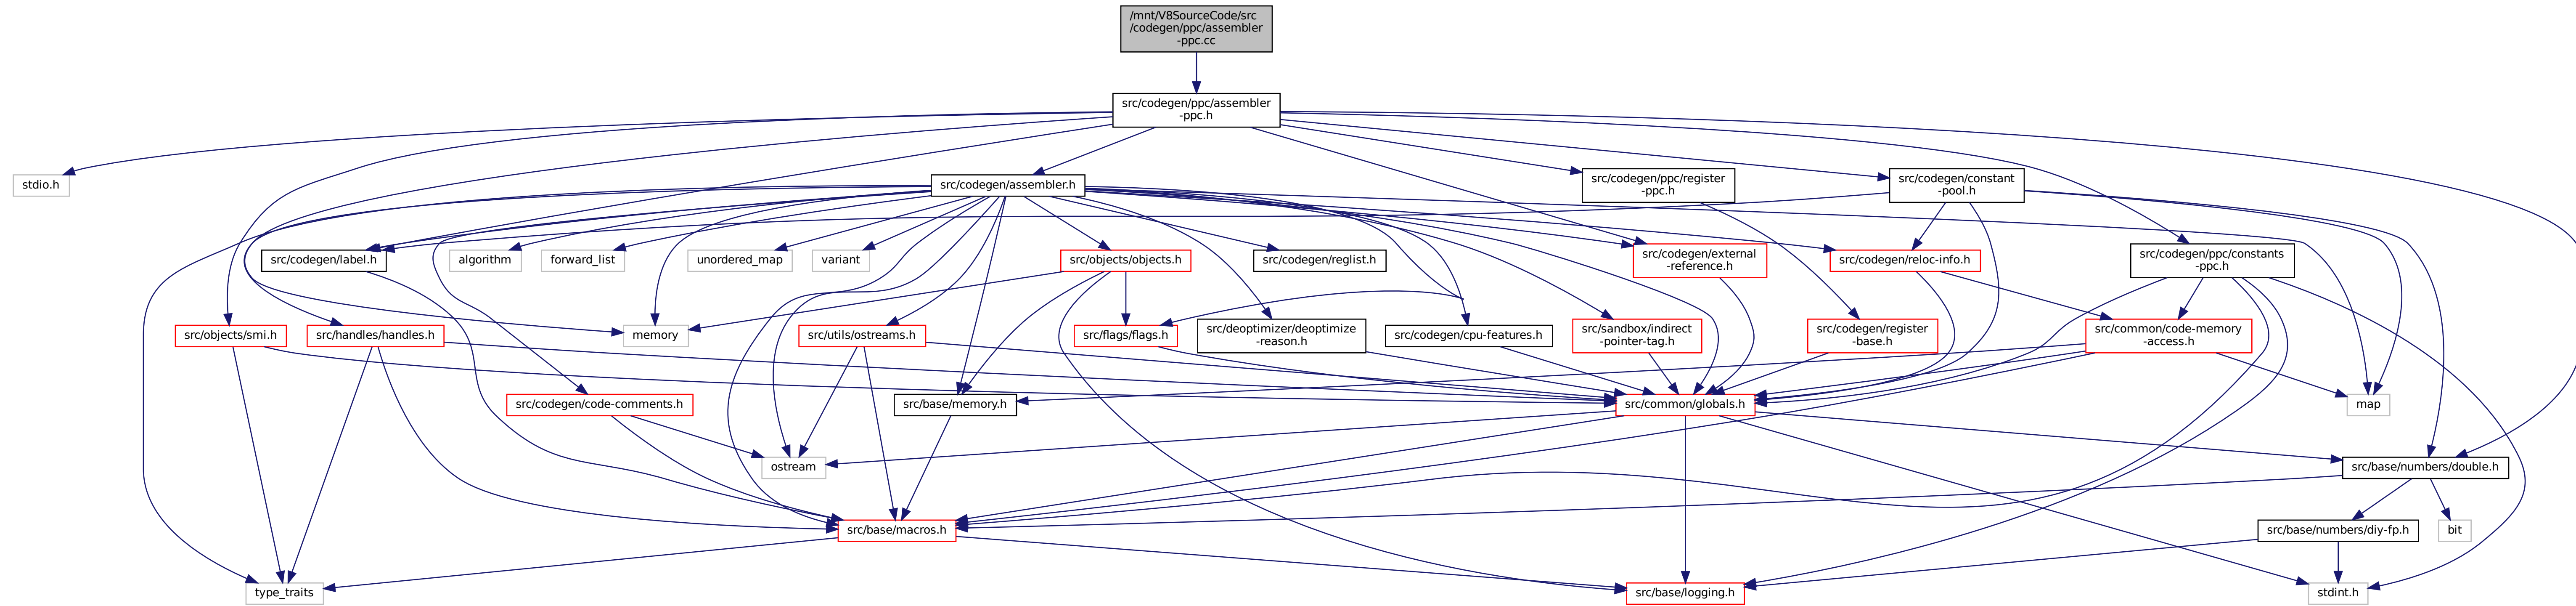 /mnt/V8SourceCode/src
/codegen/ppc/assembler
-ppc.cc
src/codegen/ppc/assembler
-ppc.h
stdio.h
src/codegen/assembler.h
src/codegen/ppc/register
-ppc.h
src/codegen/constant
-pool.h
src/codegen/label.h
algorithm
forward_list
unordered_map
variant
src/objects/objects.h
src/codegen/reglist.h
src/codegen/external
-reference.h
src/codegen/reloc-info.h
src/codegen/ppc/constants
-ppc.h
src/objects/smi.h
src/handles/handles.h
memory
src/utils/ostreams.h
src/flags/flags.h
src/deoptimizer/deoptimize
-reason.h
src/codegen/cpu-features.h
src/sandbox/indirect
-pointer-tag.h
src/codegen/register
-base.h
src/common/code-memory
-access.h
src/codegen/code-comments.h
src/base/memory.h
src/common/globals.h
map
ostream
src/base/numbers/double.h
src/base/macros.h
src/base/numbers/diy-fp.h
bit
type_traits
src/base/logging.h
stdint.h